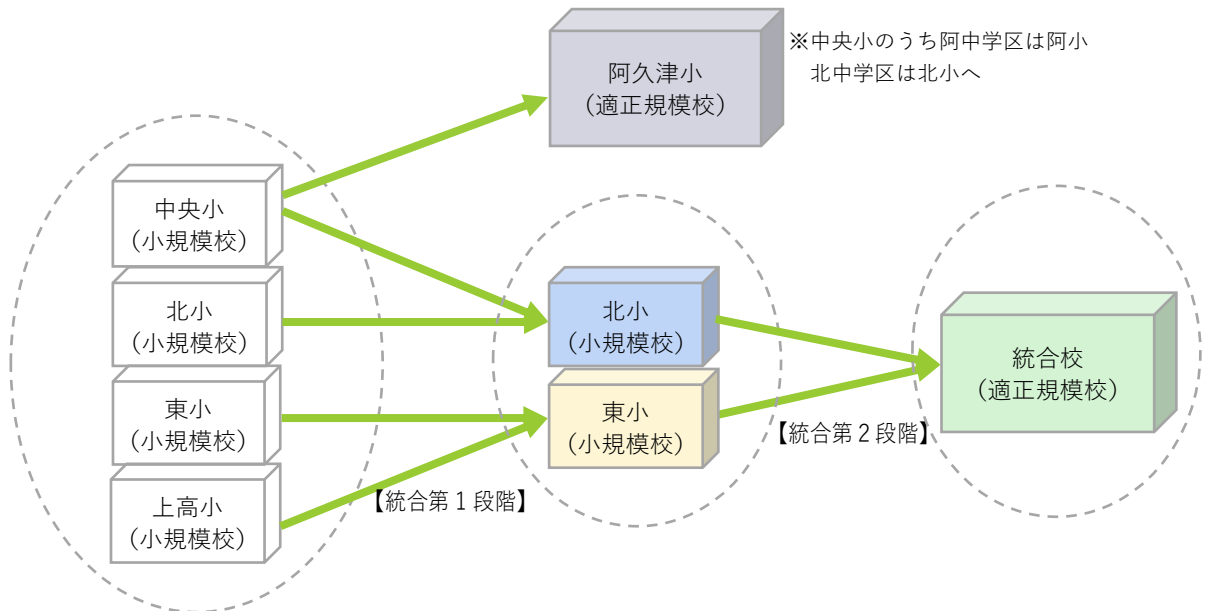 阿久津小
（適正規模校）
※中央小のうち阿中学区は阿小
北中学区は北小へ
中央小
（小規模校）
北小
（小規模校）
東小
（小規模校）
上高小
（小規模校）
【統合第１段階】
北小
（小規模校）
東小
（小規模校）
【統合第２段階】
統合校
（適正規模校）